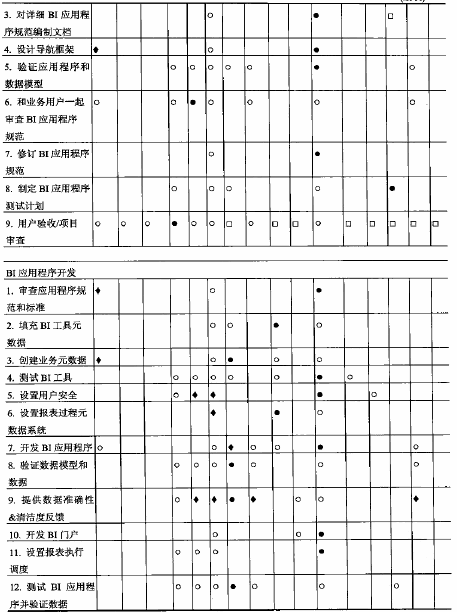 3. 对详细 BI 应用程
序规范编制文档
4. 设计导航框架
5. 验证应用程序和
数据模型
6. 和业务用户一起
审查 BI 应用程序
规范
7. 修订 BI 应用程序
规范
8. 制定 BI 应用程序
测试计划
9. 用户验收/项目
审查
BI 应用程序开发
1. 审查应用程序规
范和标准
2. 填充 BI 工具元
数据
3. 创建业务元数据
4. 测试 BI 工具
5. 设置用户安全
6. 设置报表过程元
数据系统
7. 开发 BI 应用程序
8. 验证数据模型和
数据
9. 提供数据准确性
&清洁度反馈
10. 开发 BI 门户
11. 设置报表执行
调度
12. 测试 BI 应用程
序并验证数据